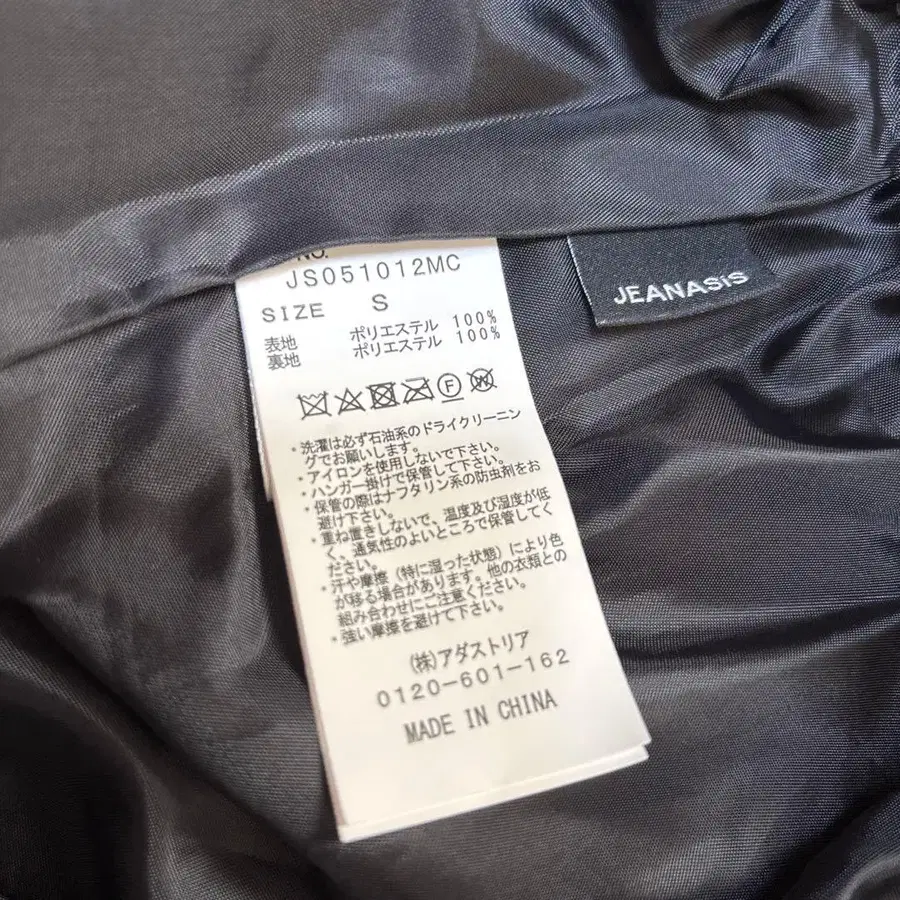 NO.
JS051012MC
SIZE S
表地 ポリエステル 100%
裏地 ポリエステル 100%
F
W
・洗濯は必ず石油系のドライクリーニン
グでお願いします。
・アイロンを使用しないで下さい。
・ハンガー掛けで保管して下さい。
・保管の際はナフタリン系の防虫剤をお
避け下さい。
・重ね置きしないで、温度及び湿度が低
く、通気性のよいところで保管してく
ださい。
・汗や摩擦（特に湿った状態）により色
が移る場合があります。他の衣類との
組み合わせにご注意ください。
・強い摩擦を避けて下さい。
(株)アダストリア
0120-601-162
MADE IN CHINA
JEANASiS